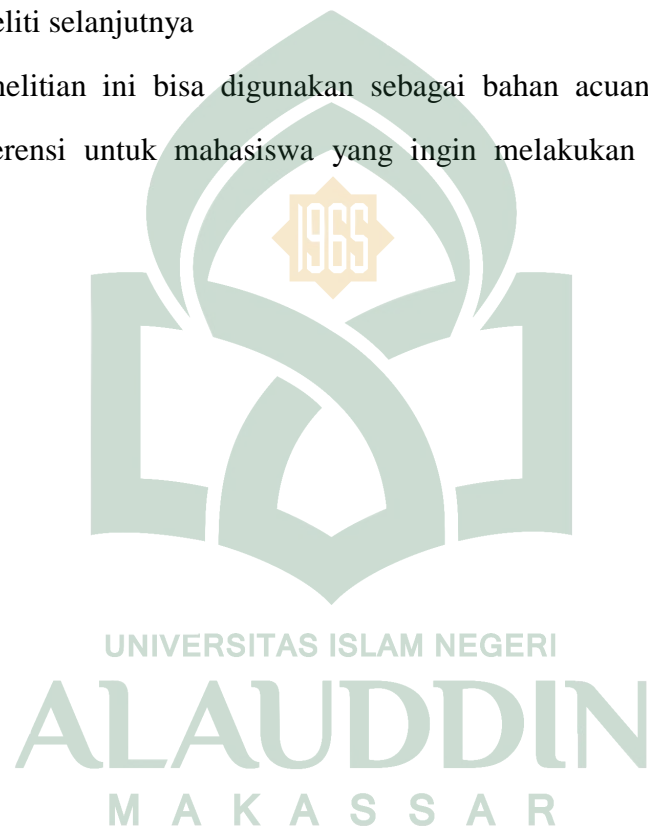 eliti selanjutnya
nelitian ini bisa digunakan sebagai bahan acuan
erensi untuk mahasiswa yang ingin melakukan
1965
UNIVERSITAS ISLAM NEGERI
ALAUDDIN
MAKASSAR